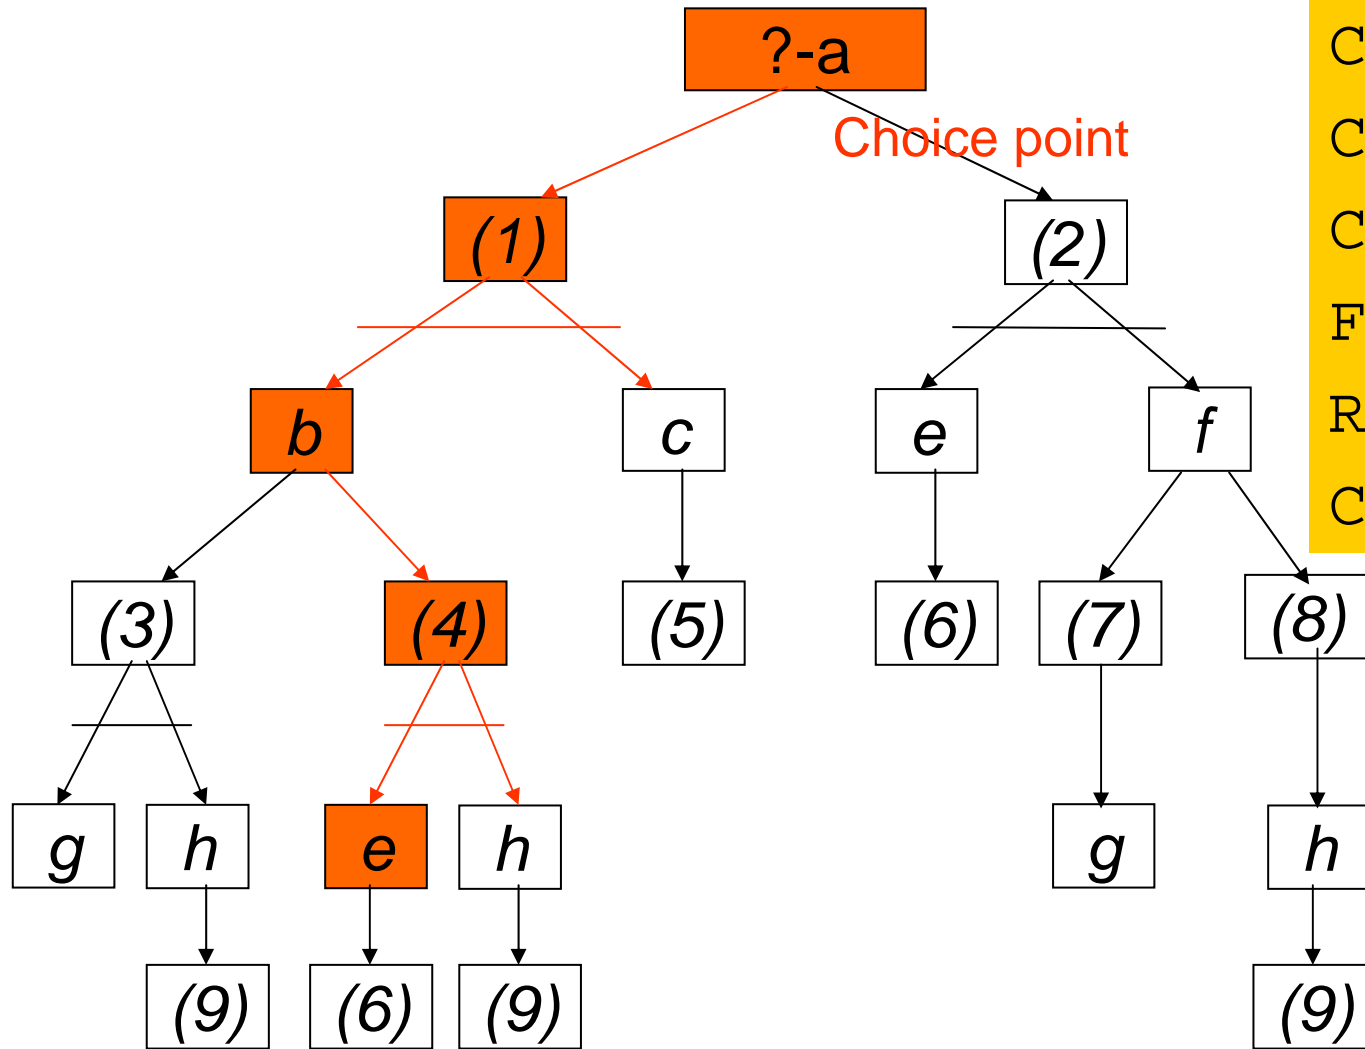 ?-a
C
Choice point
C
(1)
(2)
C
F
b
c
e
f
R
C
(3)
(4)
(5)
(6)
(7)
(8)
g
h
e
h
g
h
(9)
(6)
(9)
(9)